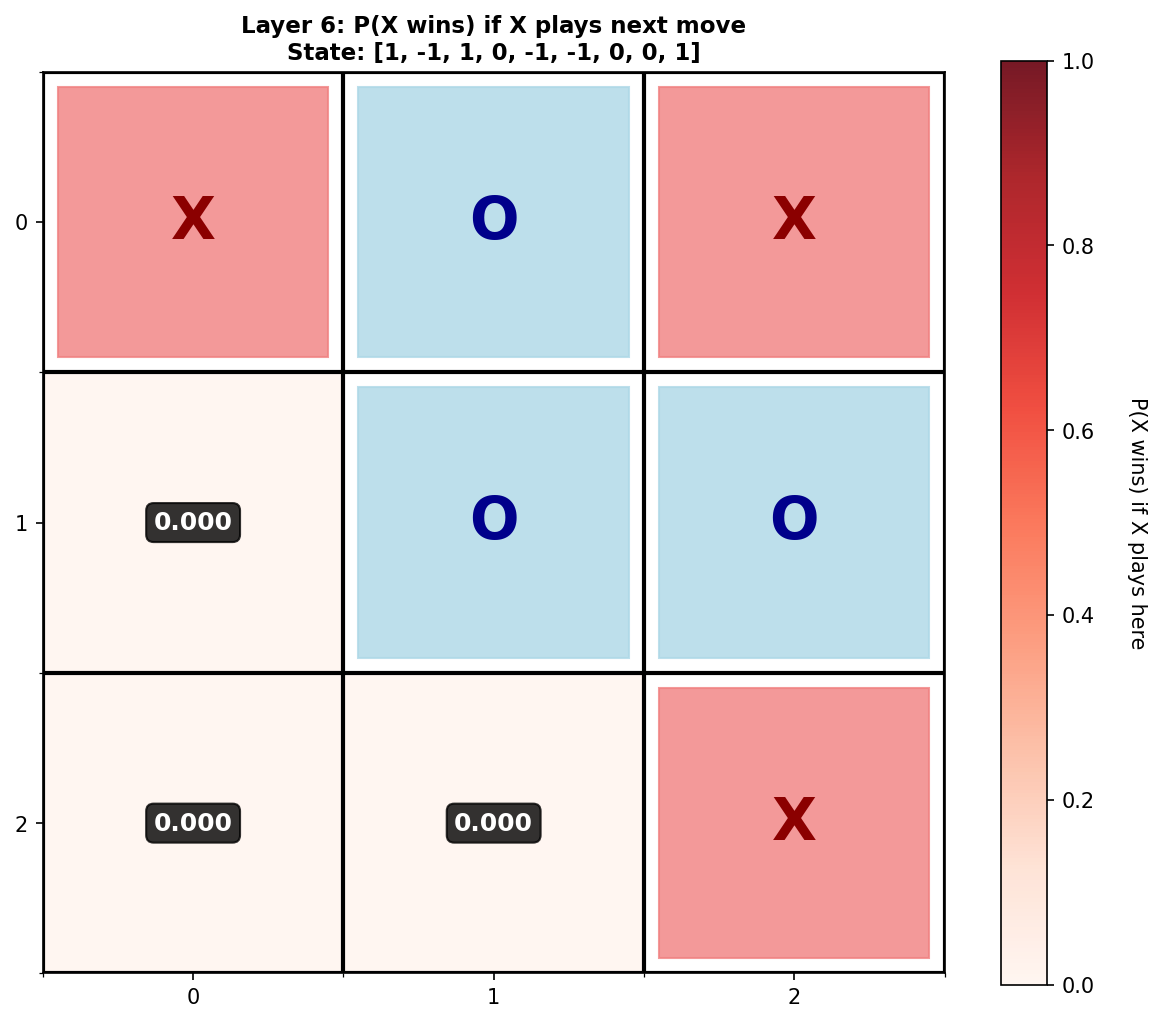 Layer 6: P(X wins) if X plays next move
State: [1, -1, 1, 0, -1, -1, 0, 0, 1]
0
X
O
X
1
0.000
O
O
2
0.000
0.000
X
0
1
2
1.0
0.8
0.6
0.4
0.2
0.0
P(X wins) if X plays here